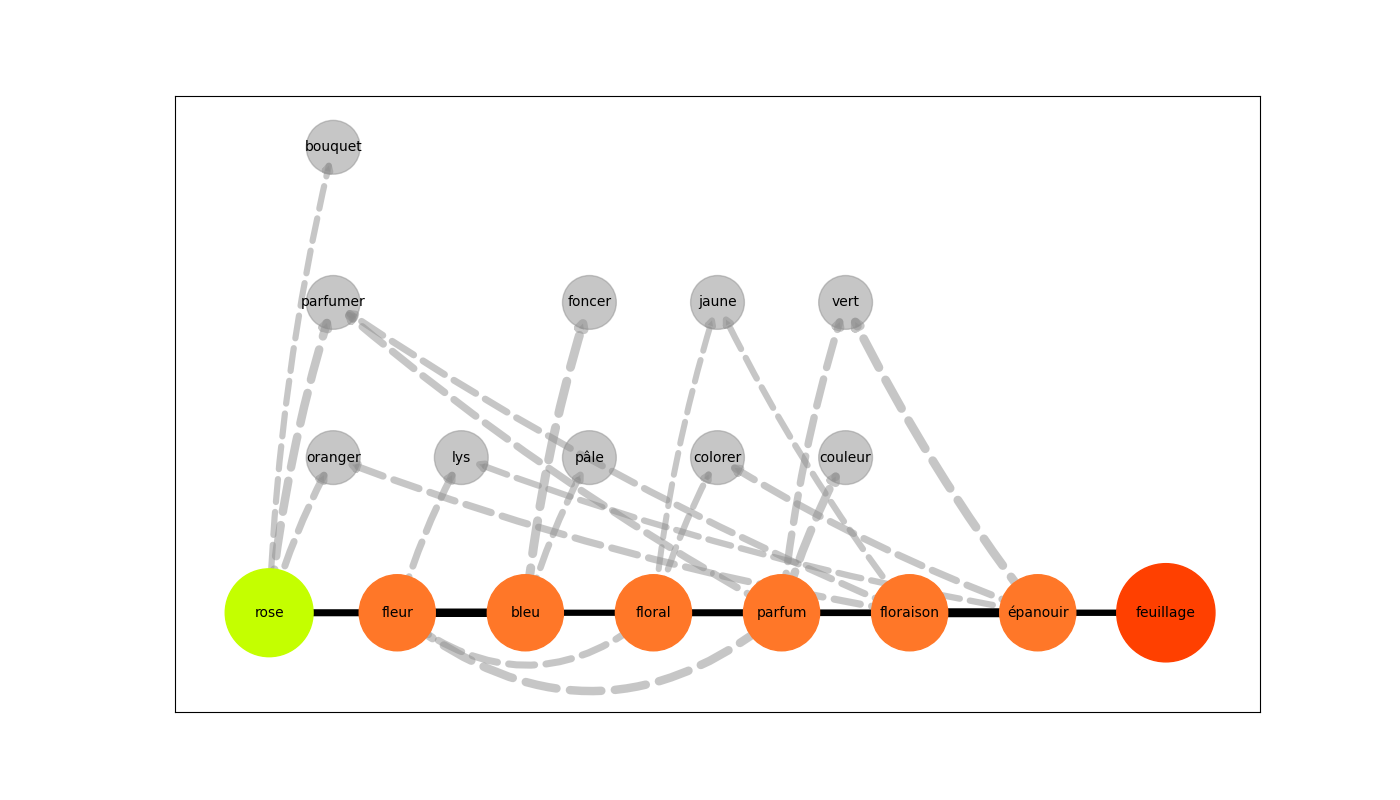 bouquet
parfumer
foncer
jaune
vert
oranger
lys
pâle
colorer
couleur
rose
fleur
bleu
floral
parfum
floraison
épanouir
feuillage